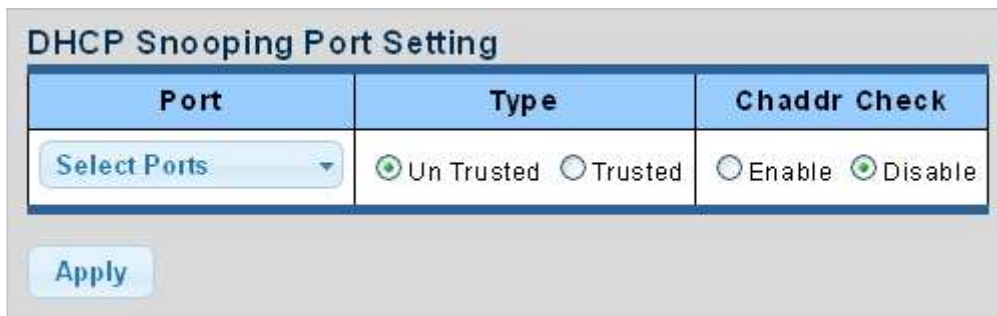 DHCP Snooping Port Setting
Port Type Chaddr Check
Select Ports Un Trusted Trusted Enable Disable
Apply